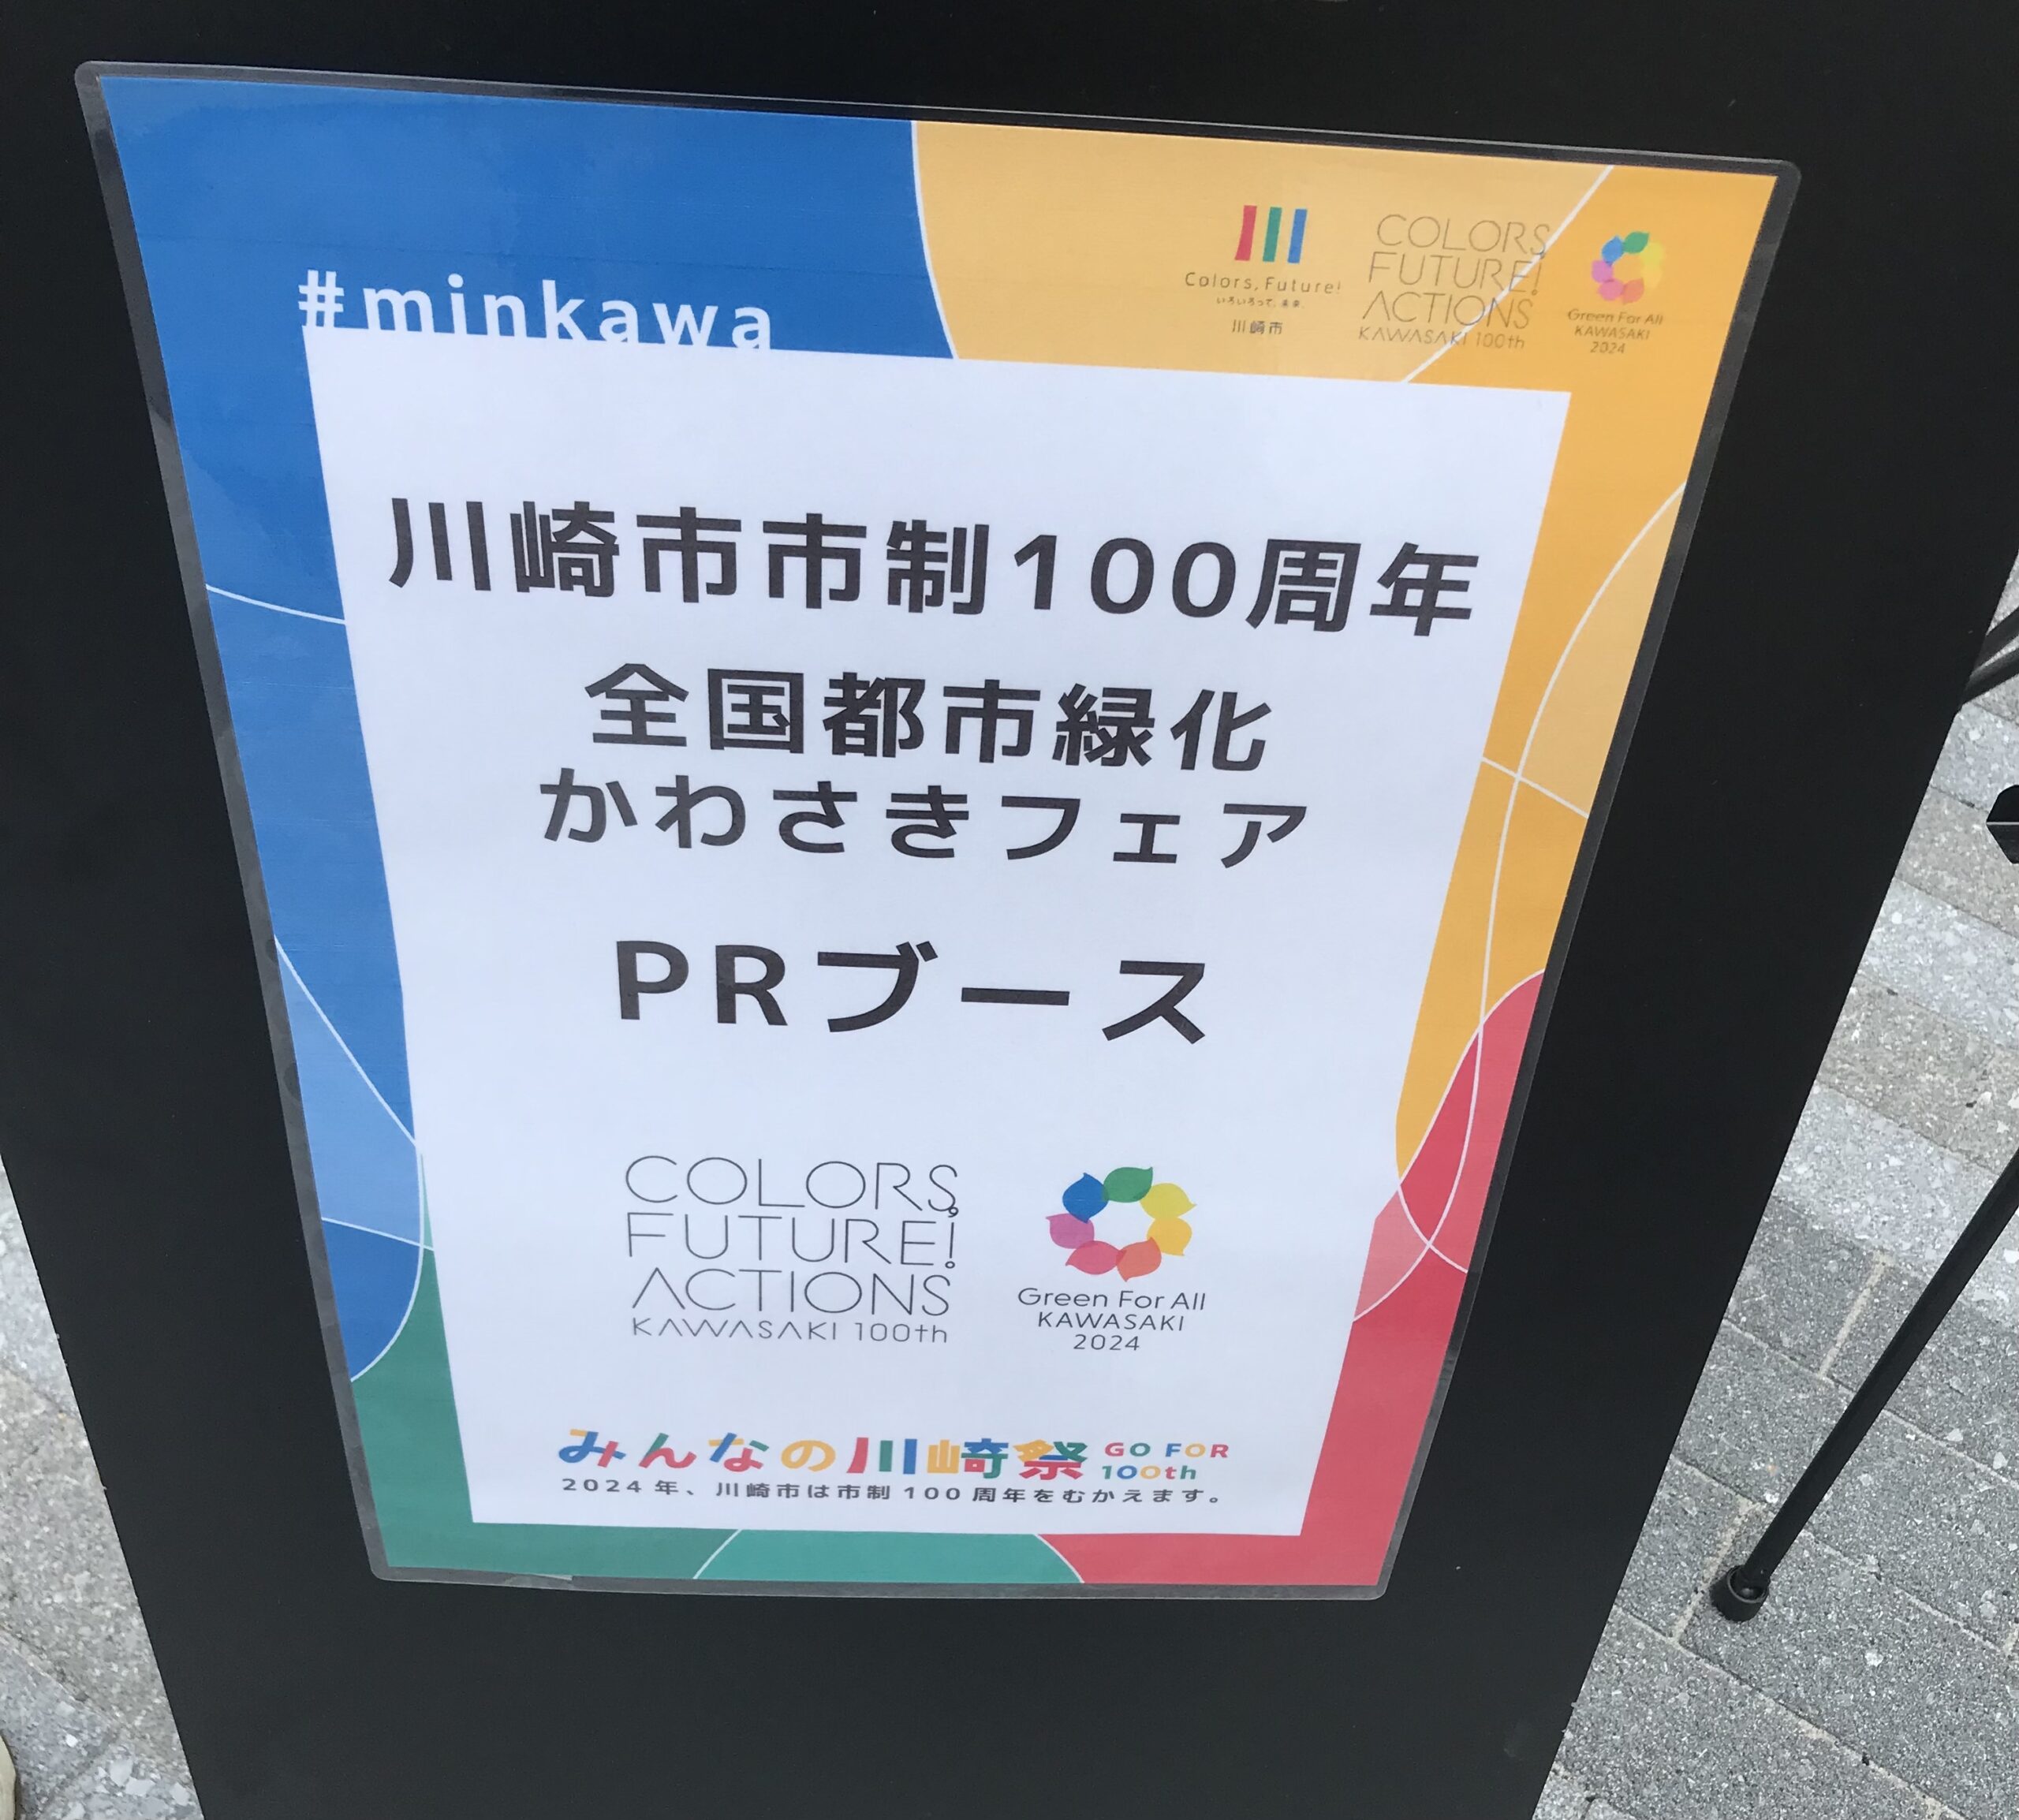 #minkawa
Colors, Future!
いろいろって、未来。
川崎市
COLORS,
FUTURE!
ACTIONS
KAWASAKI 100th
Green For All
KAWASAKI
2024
川崎市市制100周年
全国都市緑化
かわさきフェア
PRブース
COLORS,
FUTURE!
ACTIONS
KAWASAKI 100th
Green For All
KAWASAKI
2024
みんなの川崎祭 GO FOR
100th
2024年、川崎市は市制100周年をむかえます。